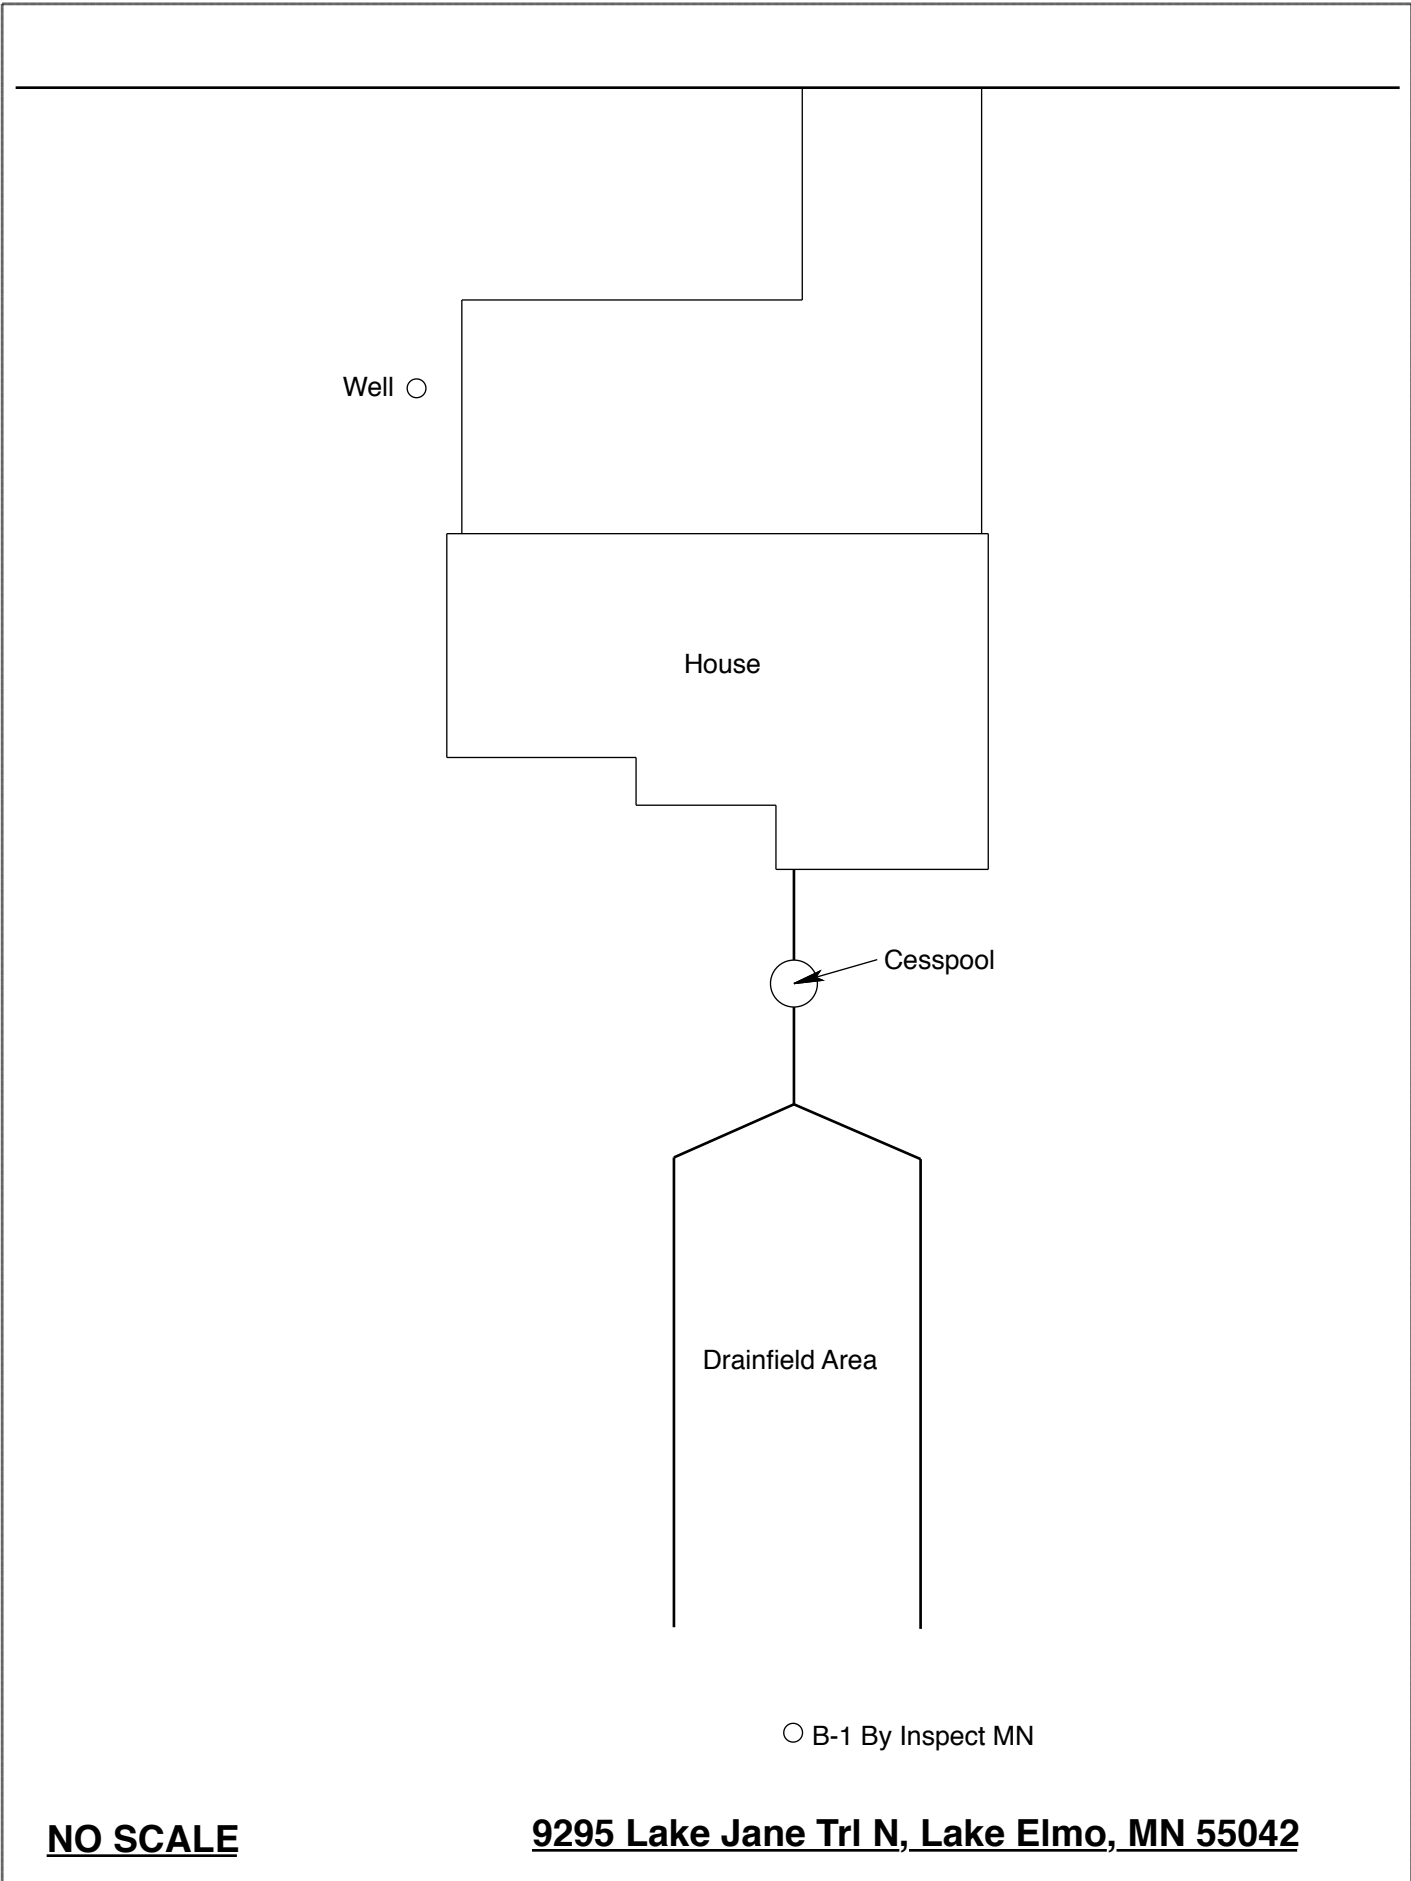 Well
House
Cesspool
Drainfield Area
B-1 By Inspect MN
NO SCALE
9295 Lake Jane Trl N, Lake Elmo, MN 55042